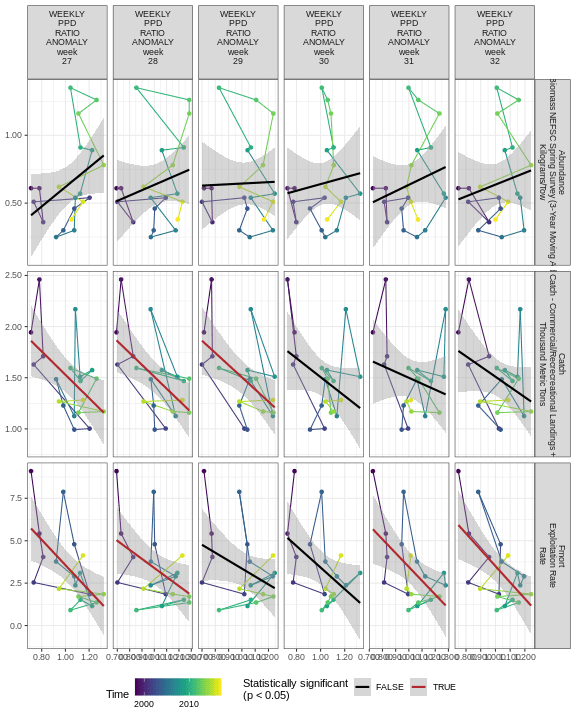 WEEKLY
PPD
RATIO
ANOMALY
week
27
WEEKLY
PPD
RATIO
ANOMALY
week
28
WEEKLY
PPD
RATIO
ANOMALY
week
29
WEEKLY
PPD
RATIO
ANOMALY
week
30
WEEKLY
PPD
RATIO
ANOMALY
week
31
WEEKLY
PPD
RATIO
ANOMALY
week
32
1.00
0.50
Abundance
Biomass NEFSC Spring Survey (3-Year Moving A
Kilograms/Tow
2.50
2.00
1.50
1.00
Catch
Catch - Commercial/Recreational Landings +
Thousand Metric Tons
7.5
5.0
2.5
0.0
Fmort
Exploitation Rate
Rate
0.80 1.00 1.20
Time
2000 2010
Statistically significant
(p < 0.05)
FALSE
TRUE